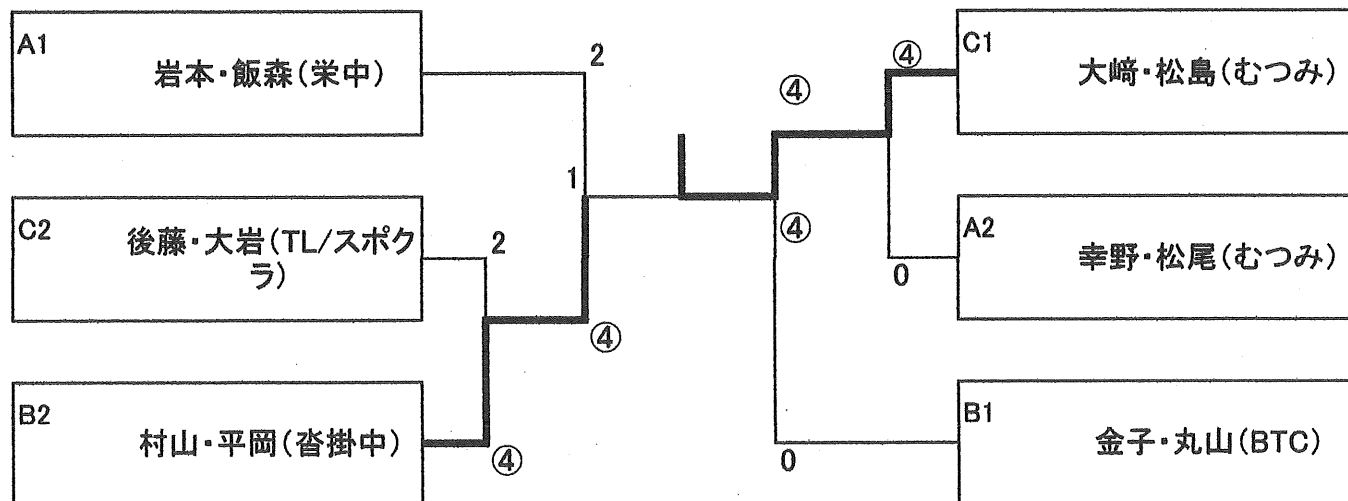 A1
岩本・飯森(栄中)
2
C2
後藤・大岩(TL/スポク
ラ)
2
1
④
B2
村山・平岡(沓掛中)
④
④
④
C1
大﨑・松島(むつみ)
④
A2
幸野・松尾(むつみ)
0
B1
金子・丸山(BTC)
0